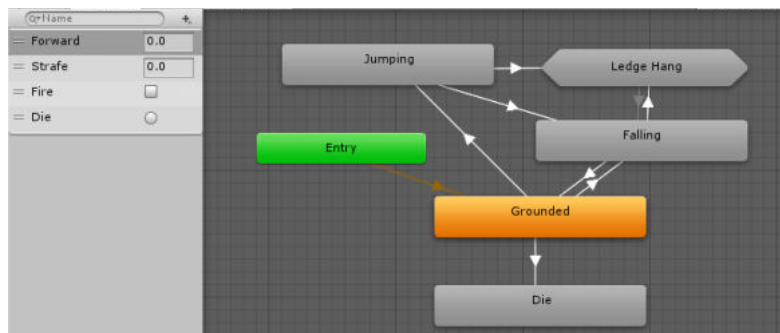 Name
Forward 0.0
Strafe 0.0
Fire
Die
Jumping
Ledge Hang
Falling
Entry
Grounded
Die